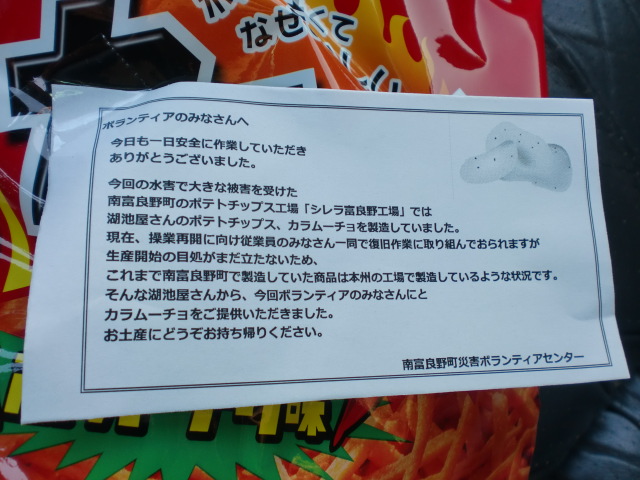 なぜくて
ボランティアのみなさんへ
今日も一日安全に作業していただき
ありがとうございました。
今回の水害で大きな被害を受けた
南富良野町のポテトチップス工場「シレラ富良野工場」では
湖池屋さんのポテトチップス、カラムーチョを製造していました。
現在、操業再開に向け従業員のみなさん一同で復旧作業に取り組んでおられますが
生産開始の目処がまだ立たないため、
これまで南富良野町で製造していた商品は本州の工場で製造しているような状況です。
そんな湖池屋さんから、今回ボランティアのみなさんにと
カラムーチョをご提供いただきました。
お土産にどうぞお持ち帰りください。
南富良野町災害ボランティアセンター
味